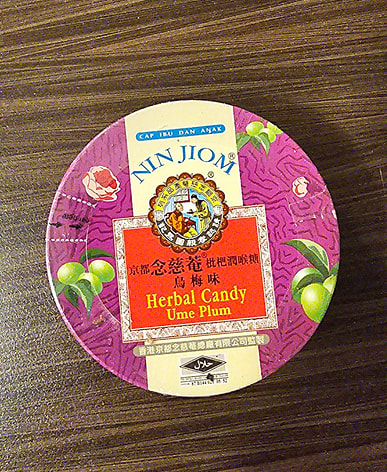 CAP IBU DAN ANAK
NIN JIOM®
®
京都念慈菴®枇杷潤喉糖
烏梅味
Herbal Candy
Ume Plum
香港京都念慈菴總廠有限公司監製
حلال